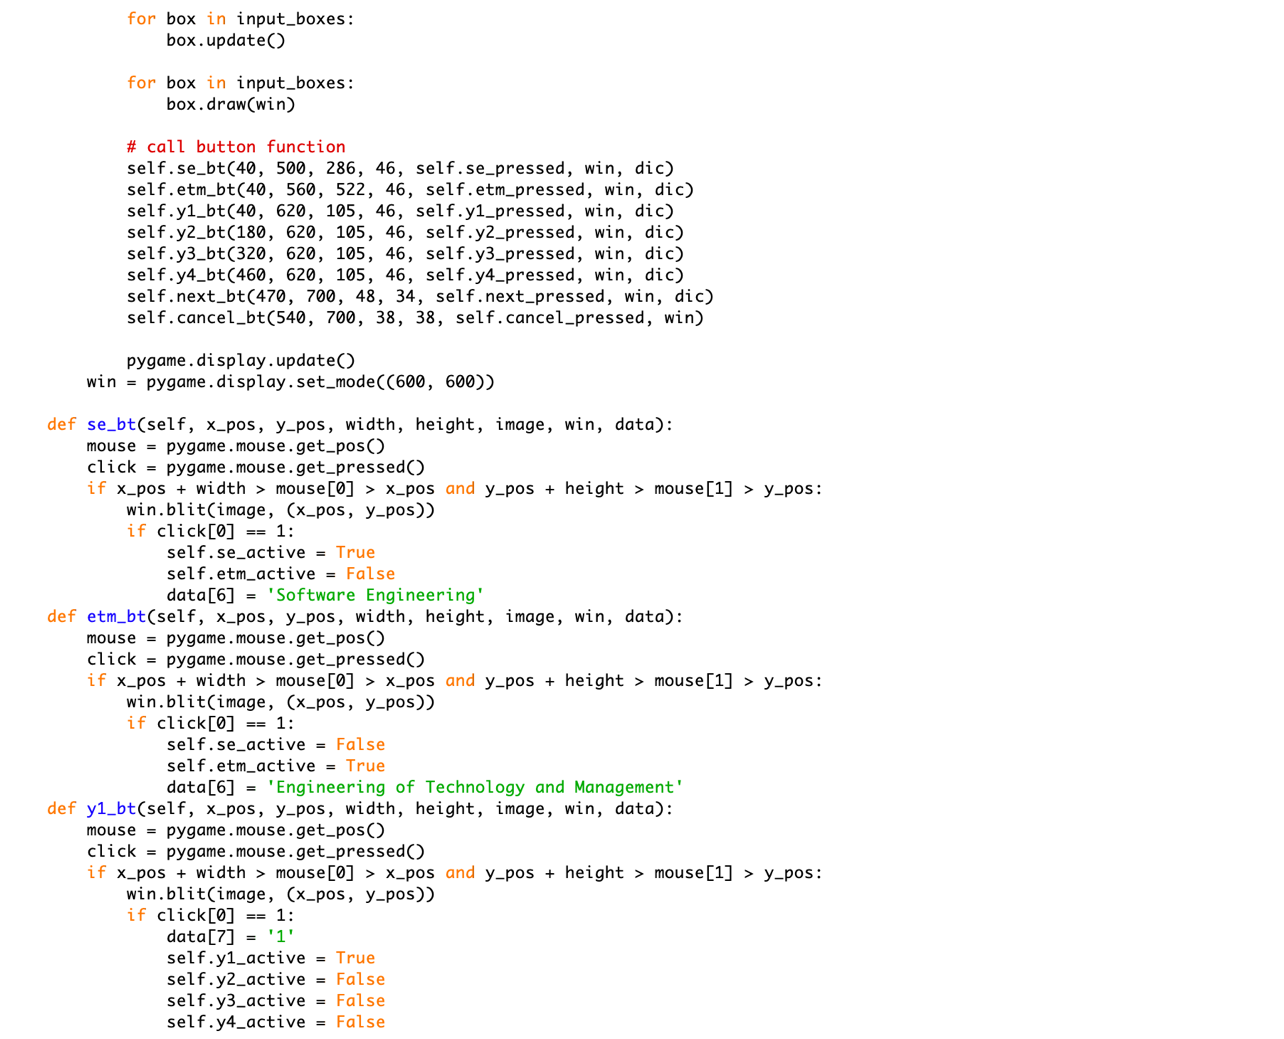 for box in input_boxes:
box.update()
for box in input_boxes:
box.draw(win)
# call button function
self.se_bt(40, 500, 286, 46, self.se_pressed, win, dic)
self.etm_bt(40, 560, 522, 46, self.etm_pressed, win, dic)
self.y1_bt(40, 620, 105, 46, self.y1_pressed, win, dic)
self.y2_bt(180, 620, 105, 46, self.y2_pressed, win, dic)
self.y3_bt(320, 620, 105, 46, self.y3_pressed, win, dic)
self.y4_bt(460, 620, 105, 46, self.y4_pressed, win, dic)
self.next_bt(470, 700, 48, 34, self.next_pressed, win, dic)
self.cancel_bt(540, 700, 38, 38, self.cancel_pressed, win)
pygame.display.update()
win = pygame.display.set_mode((600, 600))
def se_bt(self, x_pos, y_pos, width, height, image, win, data):
mouse = pygame.mouse.get_pos()
click = pygame.mouse.get_pressed()
if x_pos + width > mouse[0] > x_pos and y_pos + height > mouse[1] > y_pos:
win.blit(image, (x_pos, y_pos))
if click[0] == 1:
self.se_active = True
self.etm_active = False
data[6] = 'Software Engineering'
def etm_bt(self, x_pos, y_pos, width, height, image, win, data):
mouse = pygame.mouse.get_pos()
click = pygame.mouse.get_pressed()
if x_pos + width > mouse[0] > x_pos and y_pos + height > mouse[1] > y_pos:
win.blit(image, (x_pos, y_pos))
if click[0] == 1:
self.se_active = False
self.etm_active = True
data[6] = 'Engineering of Technology and Management'
def y1_bt(self, x_pos, y_pos, width, height, image, win, data):
mouse = pygame.mouse.get_pos()
click = pygame.mouse.get_pressed()
if x_pos + width > mouse[0] > x_pos and y_pos + height > mouse[1] > y_pos:
win.blit(image, (x_pos, y_pos))
if click[0] == 1:
data[7] = '1'
self.y1_active = True
self.y2_active = False
self.y3_active = False
self.y4_active = False